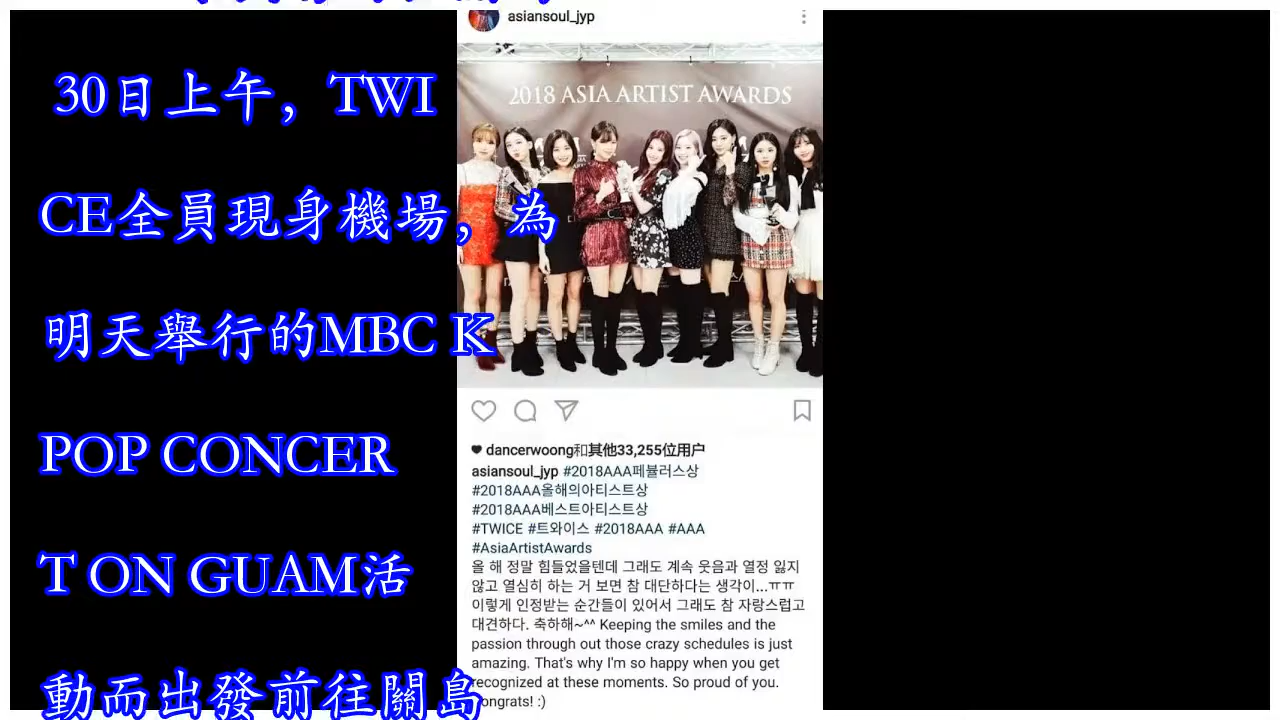 asiansoul_jyp
30日上午，TWI
CE全員現身機場，為
明天舉行的MBC K
POP CONCER
T ON GUAM活
動而出發前往關島
2018 ASIA ARTIST AWARDS
dancerwoong和其他33,255位用户
asiansoul_jyp #2018AAA페뷸러스상
#2018AAA올해의아티스트상
#2018AAA베스트아티스트상
#TWICE #트와이스 #2018AAA #AAA
#AsiaArtistAwards
올 해 정말 힘들었을텐데 그래도 계속 웃음과 열정 잃지
않고 열심히 하는 거 보면 참 대단하다는 생각이...ㅠㅠ
이렇게 인정받는 순간들이 있어서 그래도 참 자랑스럽고
대견하다. 축하해~^^ Keeping the smiles and the
passion through out those crazy schedules is just
amazing. That's why I'm so happy when you get
recognized at these moments. So proud of you.
Congrats! :)